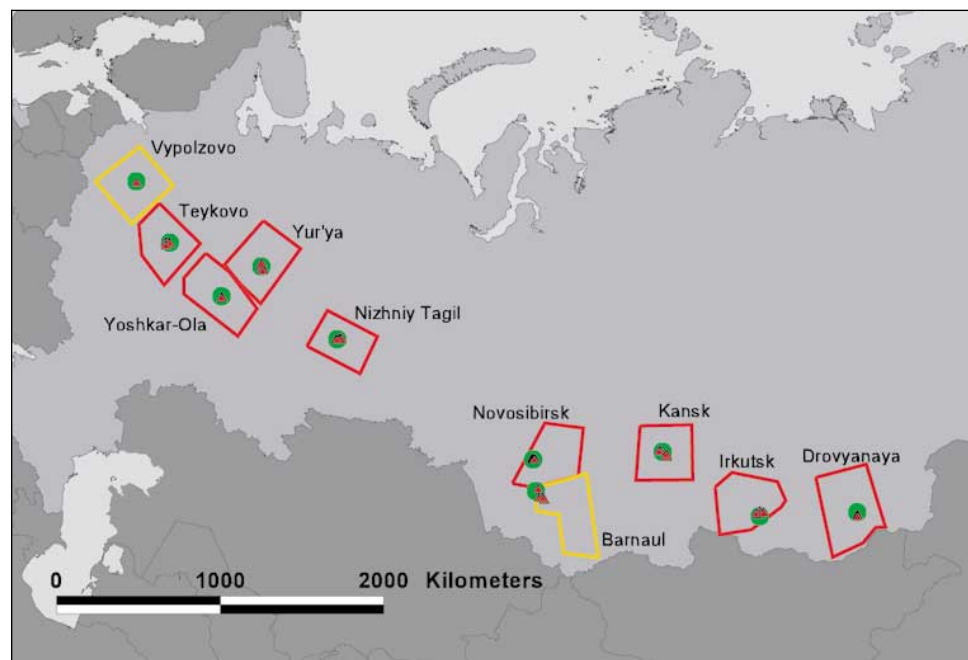 Vypolzovo
Teykovo
Yur'ya
Yoshkar-Ola
Nizhniy Tagil
Novosibirsk
Kansk
Irkutsk
Drovyanaya
Barnaul
0 1000 2000 Kilometers